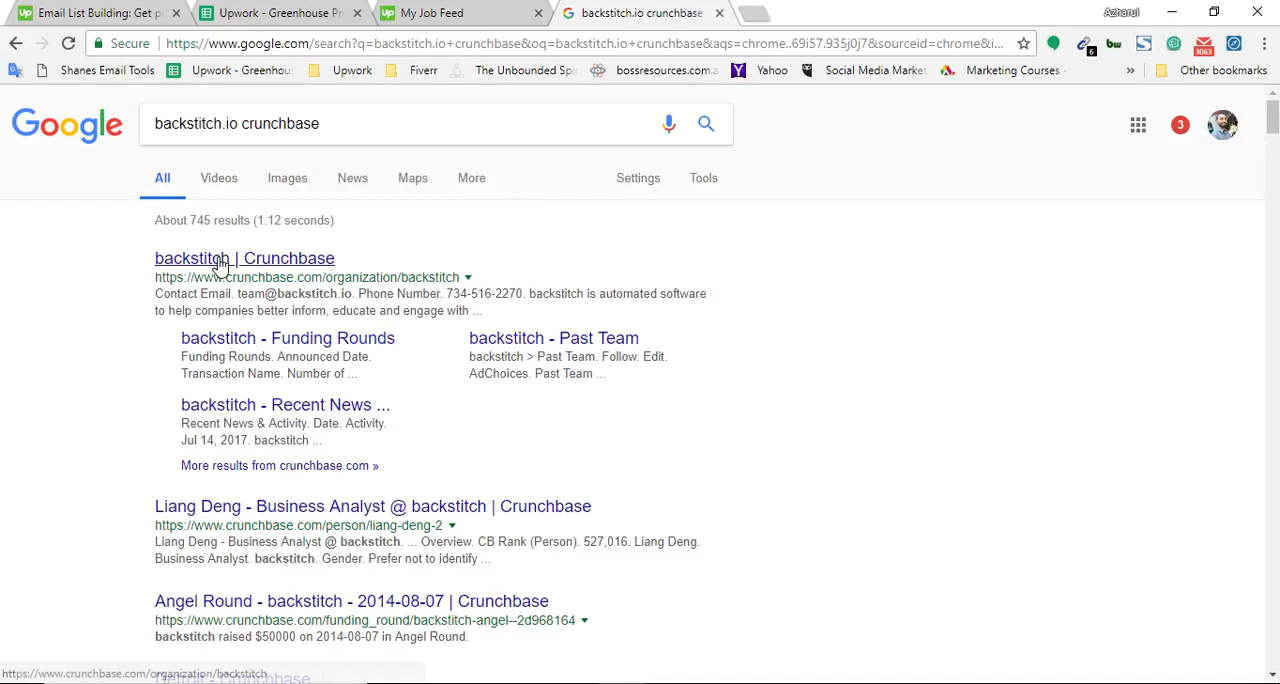 Email List Building: Get p
Upwork - Greenhouse Pr
My Job Feed
backstitch.io crunchbase
Azharul
Secure
https://www.google.com/search?q=backstitch.io+crunchbase&oq=backstitch.io+crunchbase&aqs=chrome..69i57.935j0j7&sourceid=chrome&i...
6
bw
3063
Shanes Email Tools
Upwork - Greenhous
Upwork
Fiverr
The Unbounded Spi
bossresources.com.a
Yahoo
Social Media Market
Marketing Courses -
»
Other bookmarks
Google
backstitch.io crunchbase
3
All
Videos
Images
News
Maps
More
Settings
Tools
About 745 results (1.12 seconds)
backstitch | Crunchbase
https://www.crunchbase.com/organization/backstitch
Contact Email. team@backstitch.io. Phone Number. 734-516-2270. backstitch is automated software
to help companies better inform, educate and engage with ...
backstitch - Funding Rounds
Funding Rounds. Announced Date.
Transaction Name. Number of ...
backstitch - Past Team
backstitch > Past Team. Follow. Edit.
AdChoices. Past Team ...
backstitch - Recent News ...
Recent News & Activity. Date. Activity.
Jul 14, 2017. backstitch ...
More results from crunchbase.com »
Liang Deng - Business Analyst @ backstitch | Crunchbase
https://www.crunchbase.com/person/liang-deng-2
Liang Deng - Business Analyst @ backstitch. ... Overview. CB Rank (Person). 527,016. Liang Deng.
Business Analyst. backstitch. Gender. Prefer not to identify ...
Angel Round - backstitch - 2014-08-07 | Crunchbase
https://www.crunchbase.com/funding_round/backstitch-angel--2d968164
backstitch raised $50000 on 2014-08-07 in Angel Round.
https://www.crunchbase.com/organization/backstitch
Detroit - Crunchbase